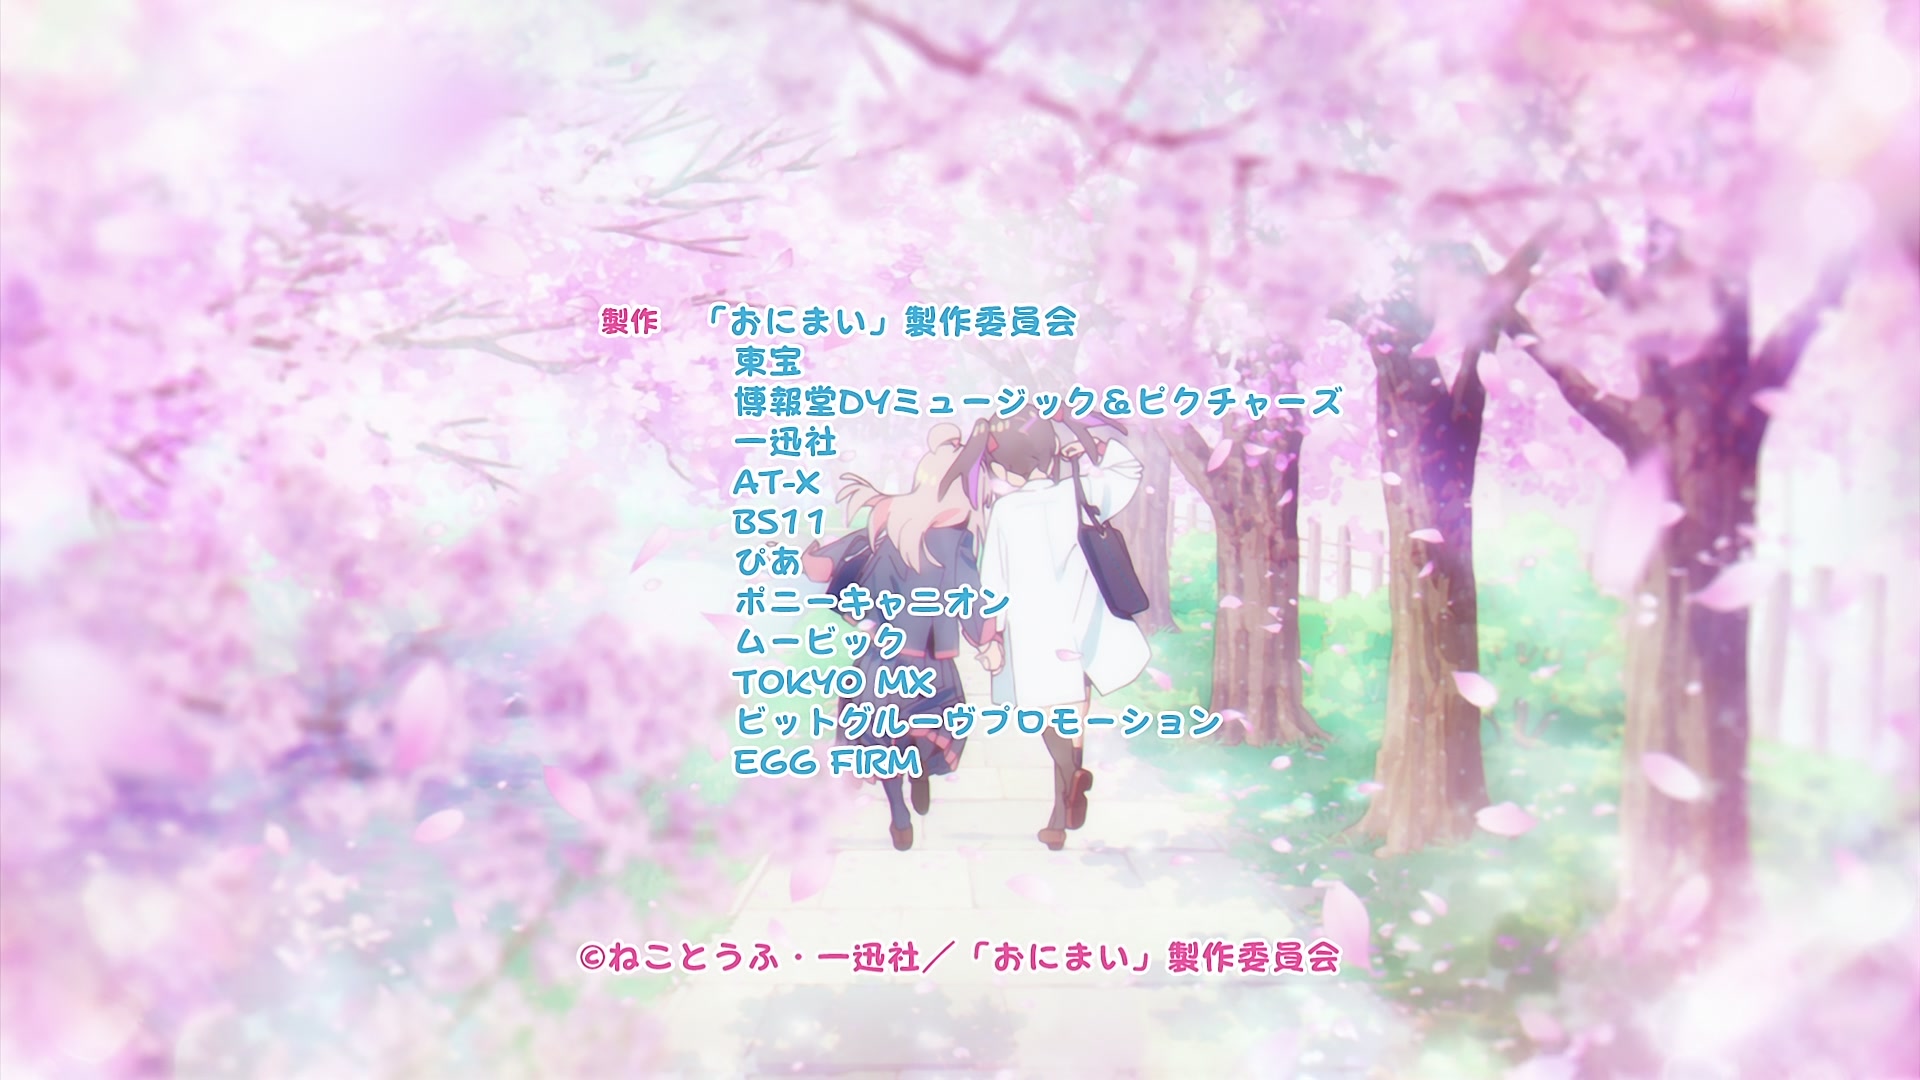 製作 「おにまい」製作委員会
東宝
博報堂DYミュージック＆ピクチャーズ
一迅社
AT-X
BS11
ぴあ
ポニーキャニオン
ムービック
TOKYO MX
ビットグルーヴプロモーション
EGG FIRM
©ねことうふ・一迅社／「おにまい」製作委員会